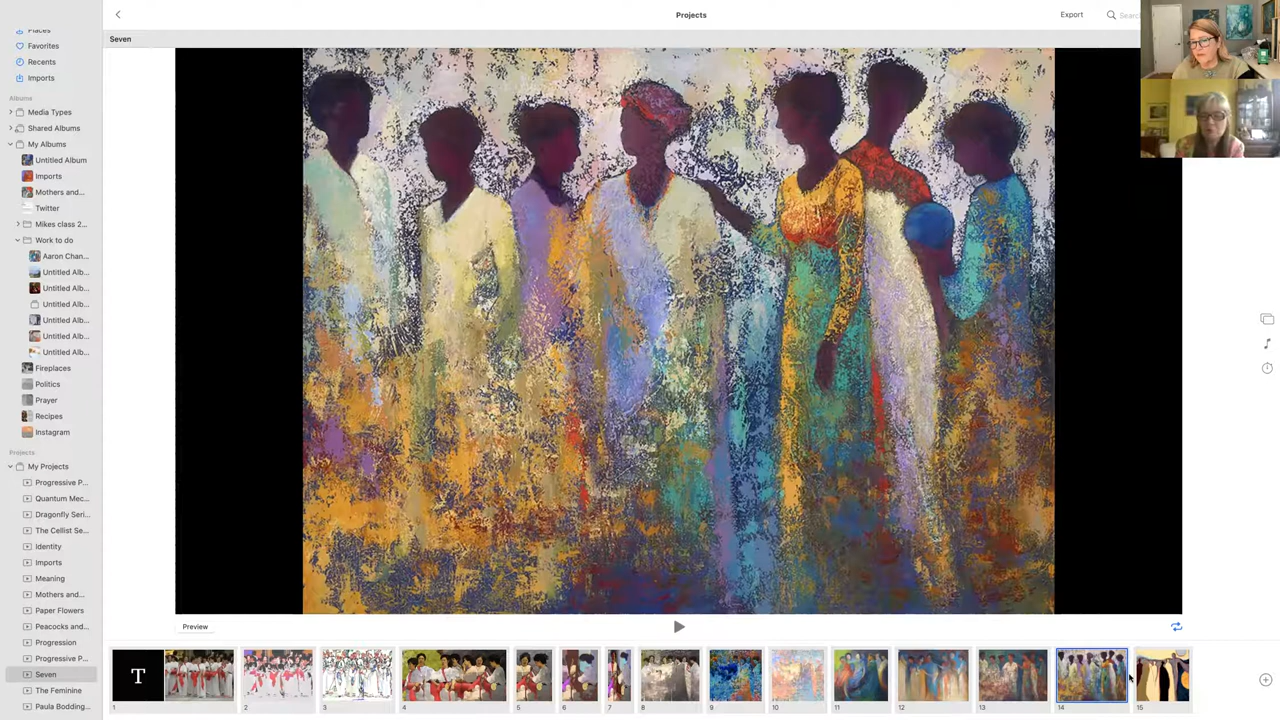 Projects
Export
Search
Seven
Places
Favorites
Recents
Imports
Albums
Media Types
Shared Albums
My Albums
Untitled Album
Imports
Mothers and...
Twitter
Mikes class 2...
Work to do
Aaron Chan...
Untitled Alb...
Untitled Alb...
Untitled Alb...
Untitled Alb...
Untitled Alb...
Untitled Alb...
Fireplaces
Politics
Prayer
Recipes
Instagram
Projects
My Projects
Progressive P...
Quantum Mec...
Dragonfly Seri...
The Cellist Se...
Identity
Imports
Meaning
Mothers and...
Paper Flowers
Peacocks and...
Progression
Progressive P...
Seven
The Feminine
Paula Bodding...
Preview
T
1
2
3
4
5
6
7
8
9
10
11
12
13
14
15